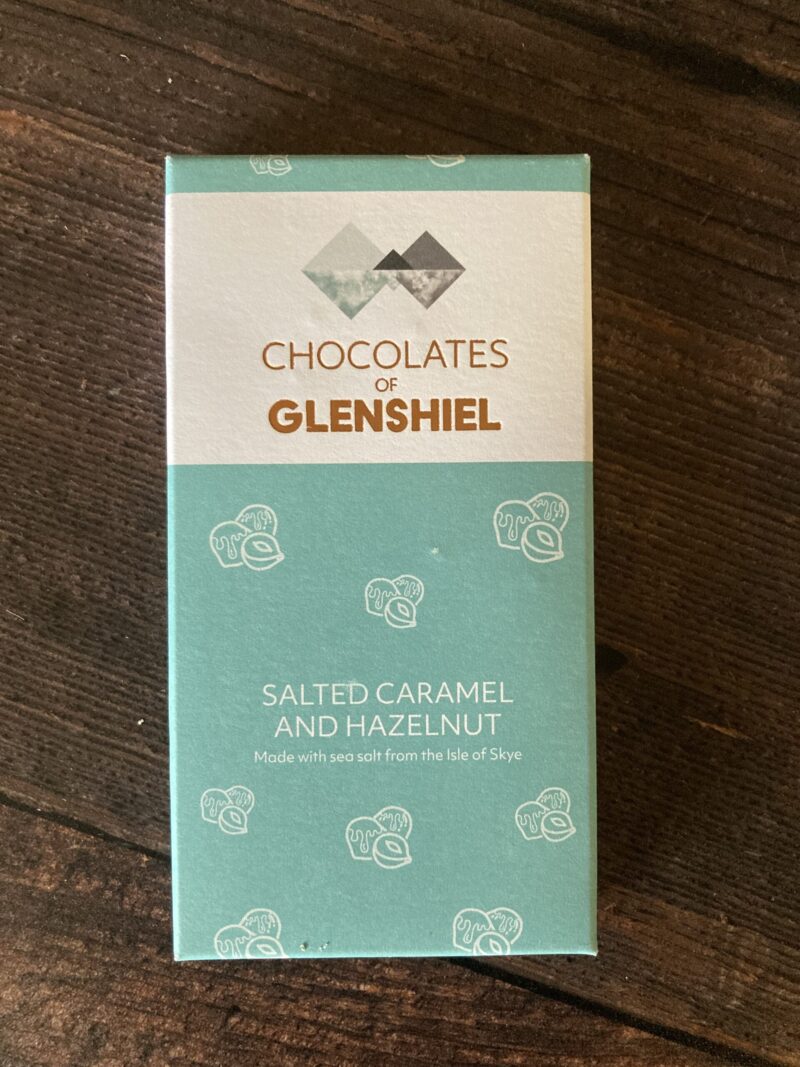 CHOCOLATES
OF
GLENSHIEL
SALTED CARAMEL
AND HAZELNUT
Made with sea salt from the Isle of Skye